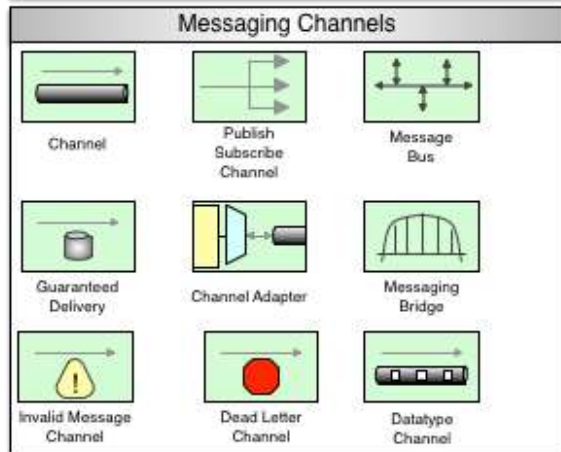 Messaging Channels
Channel
Publish
Subscribe
Channel
Message
Bus
Guaranteed
Delivery
Channel Adapter
Messaging
Bridge
!
Invalid Message
Channel
Dead Letter
Channel
Datatype
Channel